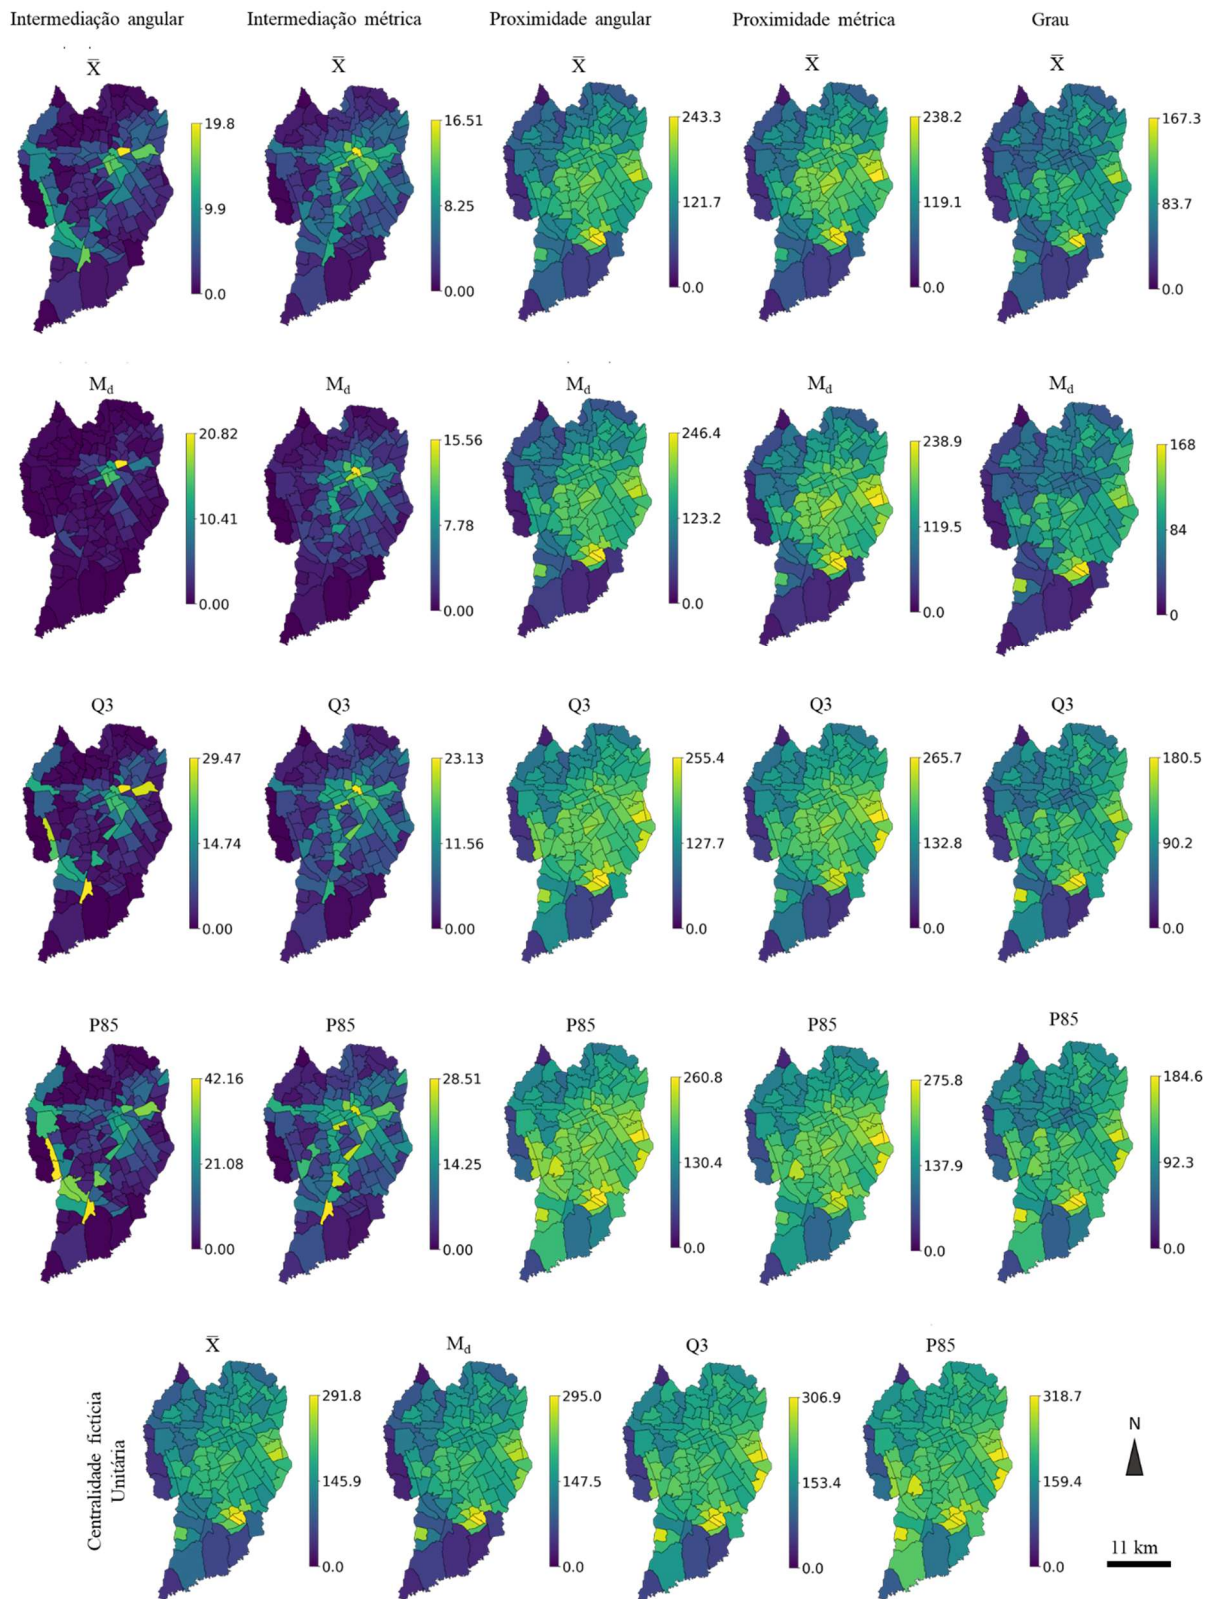 Intermediação angular
Intermediação métrica
Proximidade angular
Proximidade métrica
Grau
X̅
X̅
X̅
X̅
X̅
19.8
9.9
0.0
16.51
8.25
0.00
243.3
121.7
0.0
238.2
119.1
0.0
167.3
83.7
0.0
Md
Md
Md
Md
Md
20.82
10.41
0.00
15.56
7.78
0.00
246.4
123.2
0.0
238.9
119.5
0.0
168
84
0
Q3
Q3
Q3
Q3
Q3
29.47
14.74
0.00
23.13
11.56
0.00
255.4
127.7
0.0
265.7
132.8
0.0
180.5
90.2
0.0
P85
P85
P85
P85
P85
42.16
21.08
0.00
28.51
14.25
0.00
260.8
130.4
0.0
275.8
137.9
0.0
184.6
92.3
0.0
Centralidade fictícia
Unitária
X̅
Md
Q3
P85
291.8
145.9
0.0
295.0
147.5
0.0
306.9
153.4
0.0
318.7
159.4
0.0
N
11 km